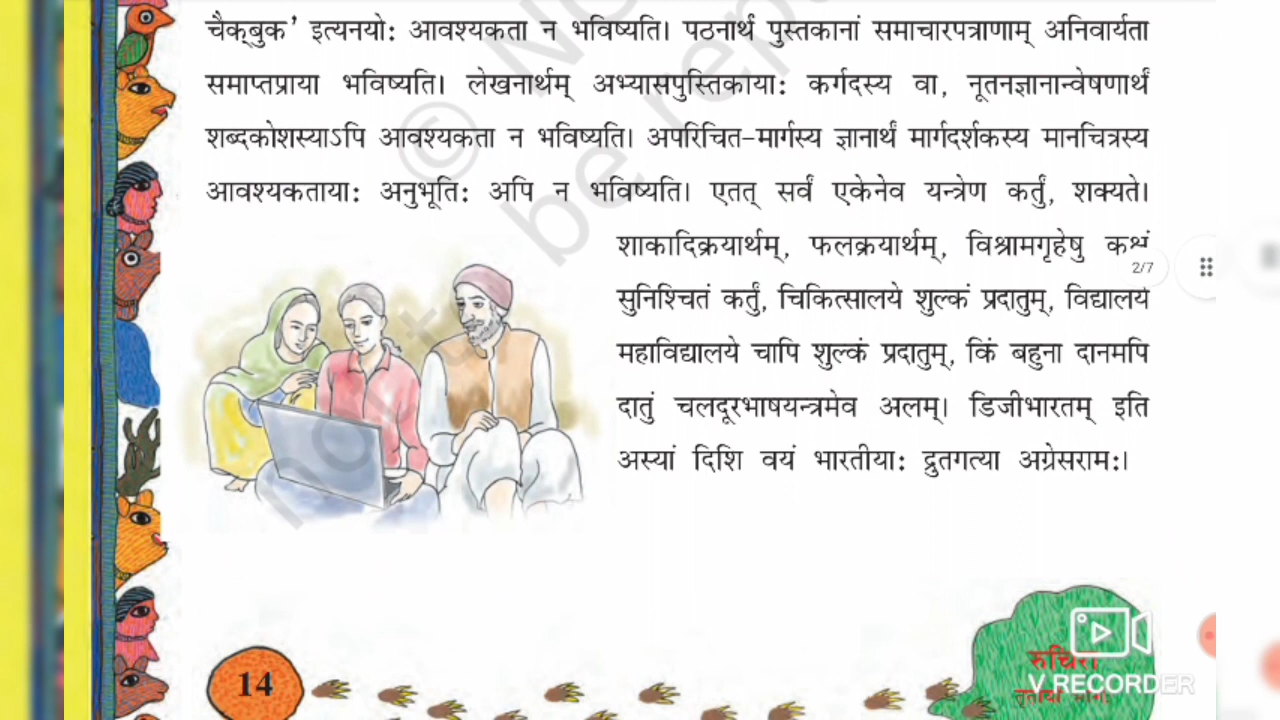 चैक्बुक' इत्यनयोः आवश्यकता न भविष्यति। पठनार्थं पुस्तकानां समाचारपत्राणाम् अनिवार्यता
समाप्तप्राया भविष्यति। लेखनार्थम् अभ्यासपुस्तिकायाः कर्गदस्य वा, नूतनज्ञानान्वेषणार्थं
शब्दकोशस्याऽपि आवश्यकता न भविष्यति। अपरिचित-मार्गस्य ज्ञानार्थं मार्गदर्शकस्य मानचित्रस्य
आवश्यकतायाः अनुभूतिः अपि न भविष्यति। एतत् सर्वं एकेनेव यन्त्रेण कर्तुं, शक्यते।
शाकादिक्रयार्थम्, फलक्रयार्थम्, विश्रामगृहेषु कक्षं
2/7
सुनिश्चितं कर्तुं, चिकित्सालये शुल्कं प्रदातुम्, विद्यालये
महाविद्यालये चापि शुल्कं प्रदातुम्, किं बहुना दानमपि
दातुं चलदूरभाषयन्त्रमेव अलम्। डिजीभारतम् इति
अस्यां दिशि वयं भारतीयाः द्रुतगत्या अग्रेसरामः।
14
रुचिरा
V RECORDER